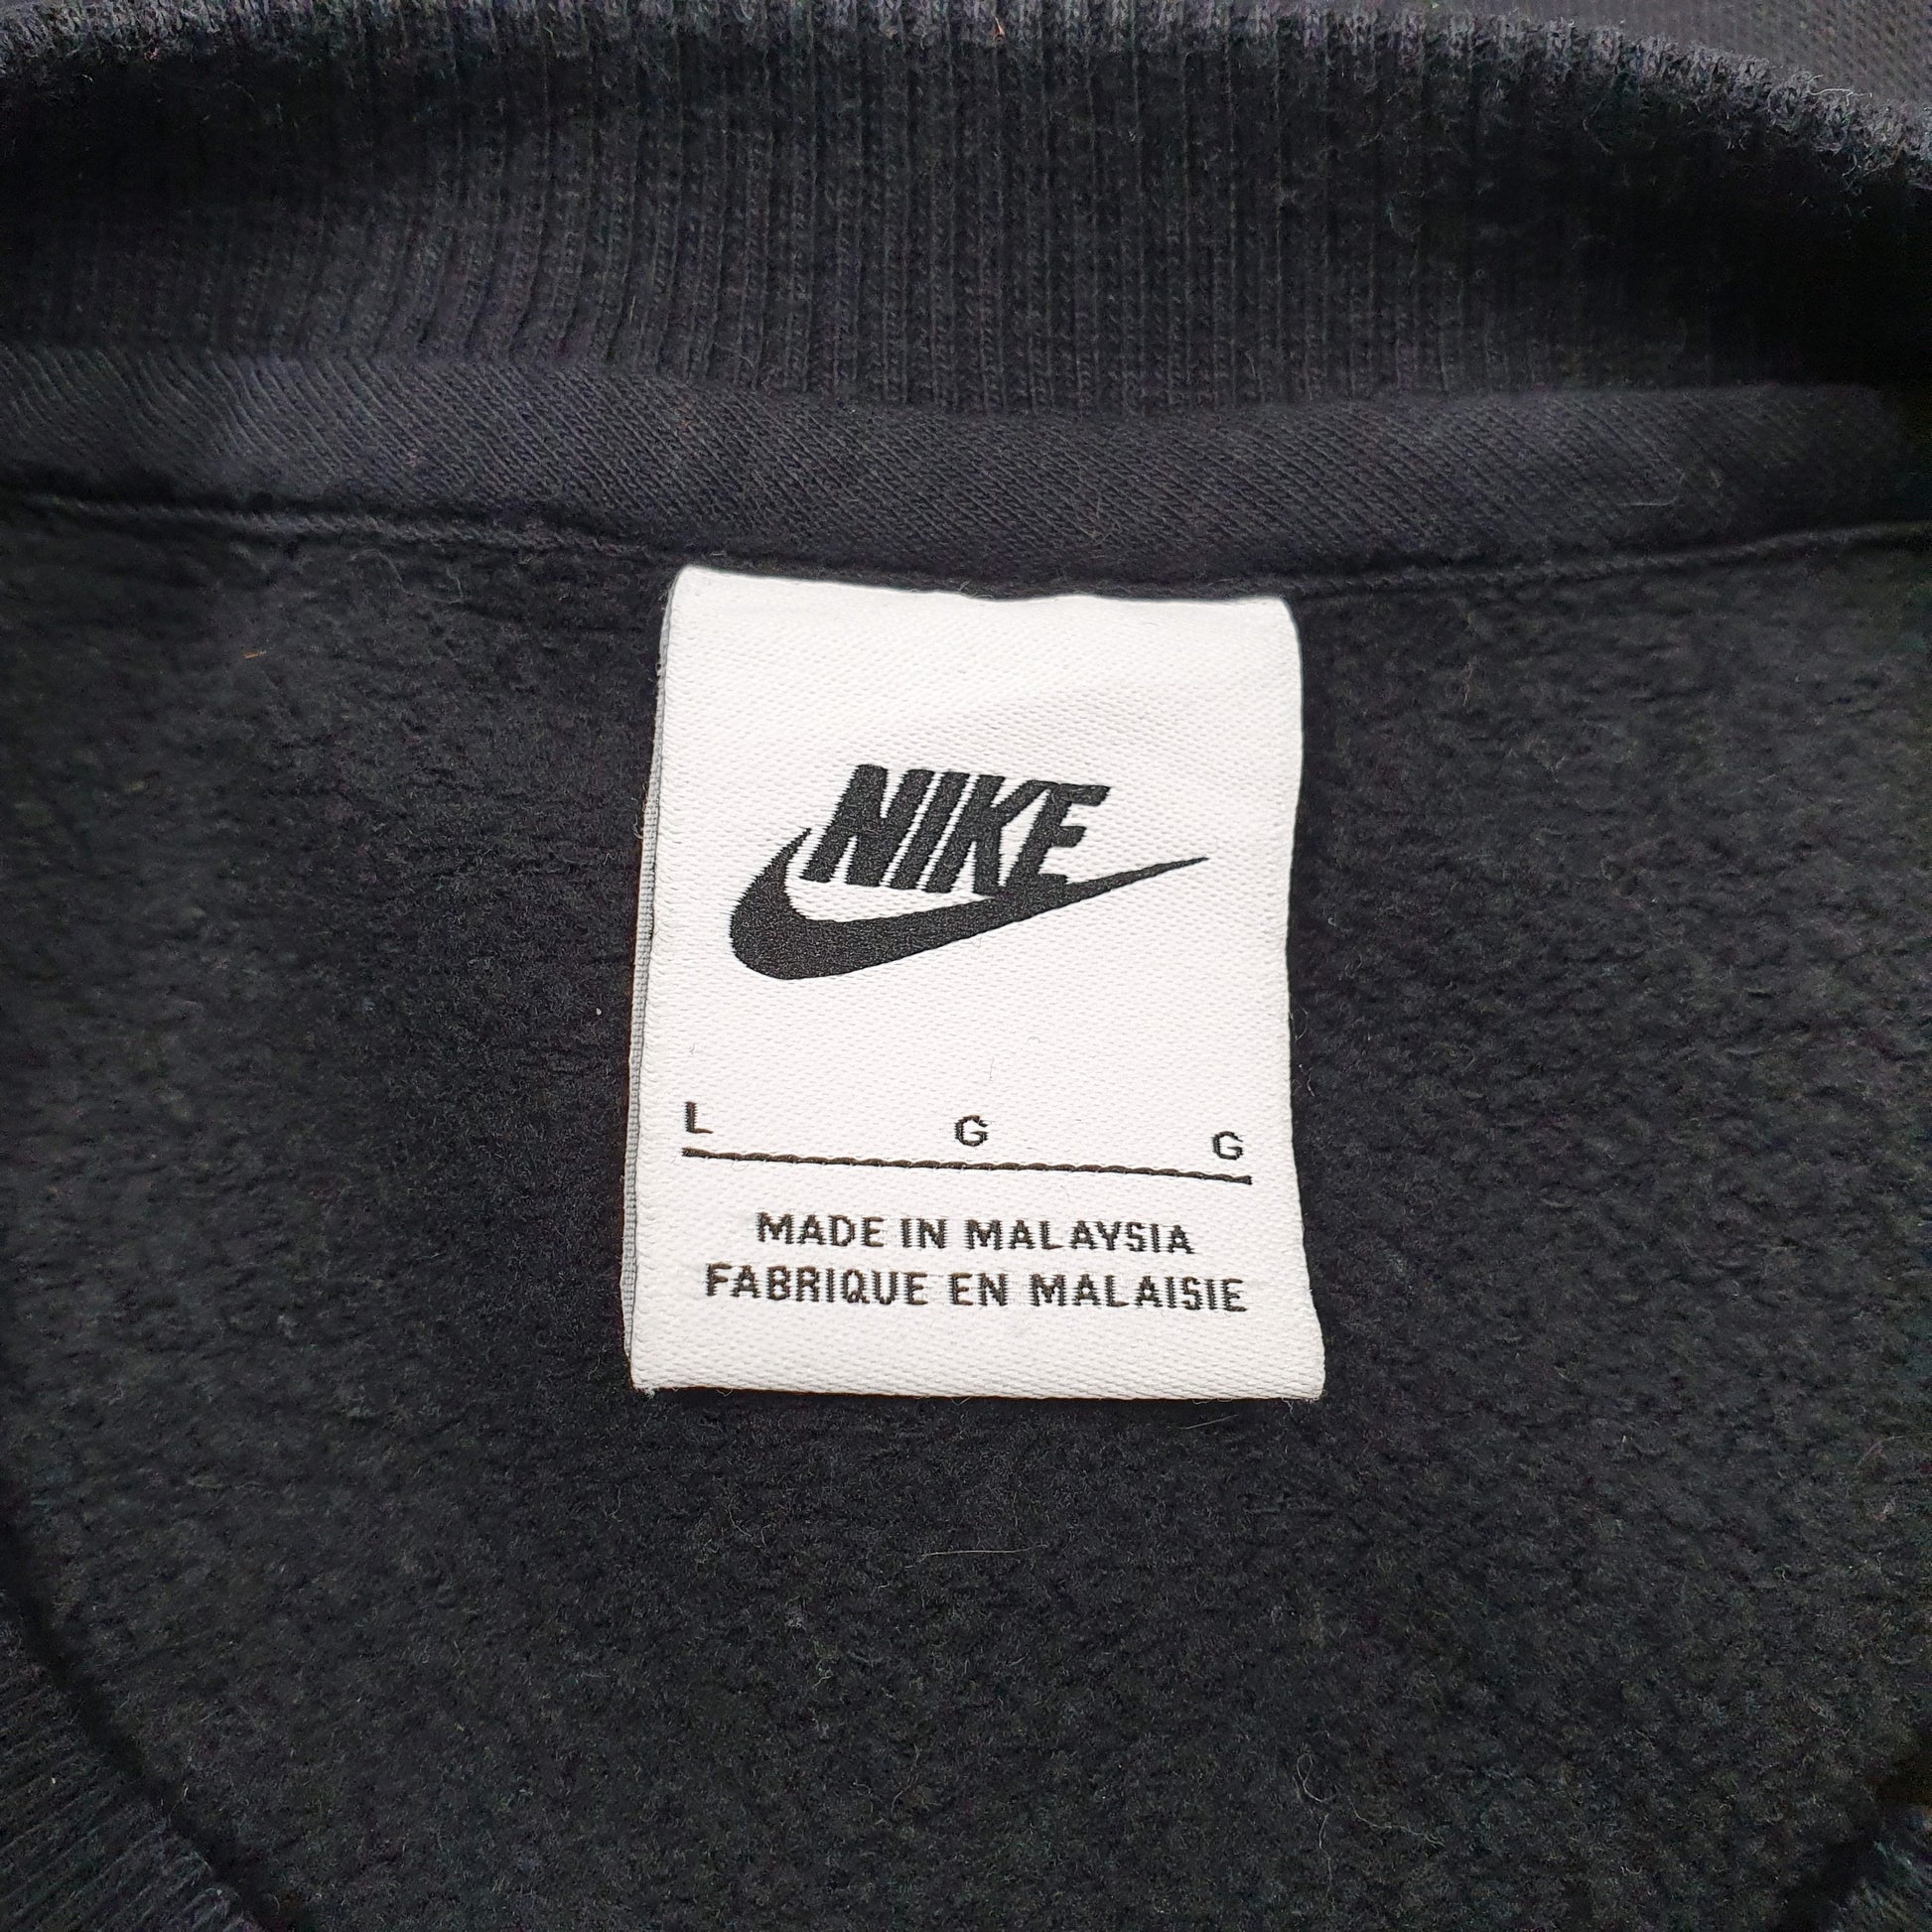 NIKE
L G G
MADE IN MALAYSIA
FABRIQUE EN MALAISIE